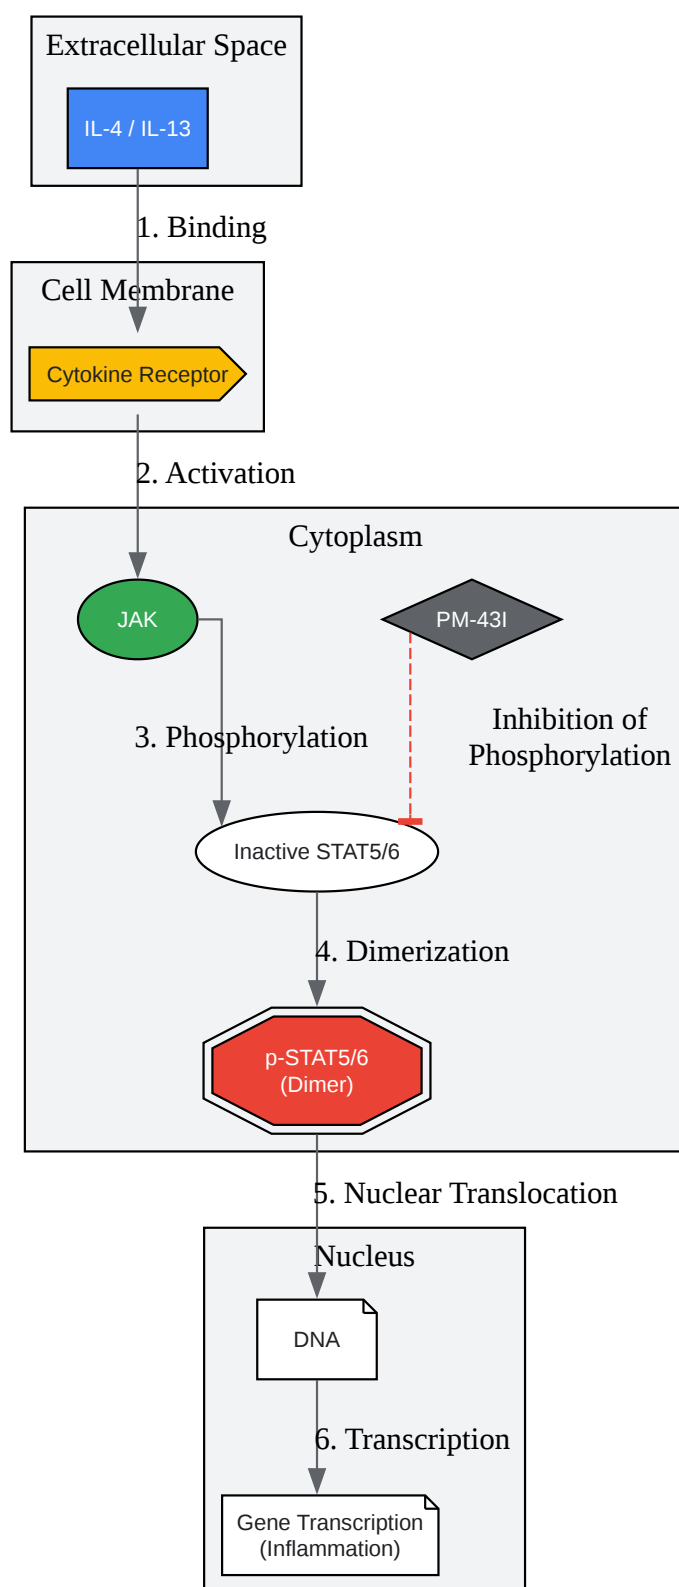 Extracellular Space
IL-4 / IL-13
1. Binding
Cell Membrane
Cytokine Receptor
2. Activation
Cytoplasm
JAK
PM-43I
3. Phosphorylation
Inhibition of
Phosphorylation
Inactive STAT5/6
4. Dimerization
p-STAT5/6
(Dimer)
5. Nuclear Translocation
Nucleus
DNA
6. Transcription
Gene Transcription
(Inflammation)